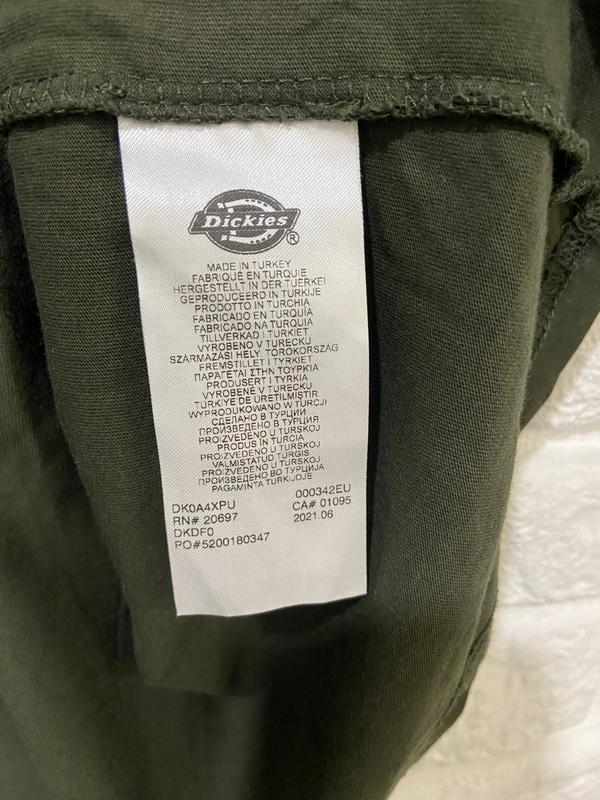 Dickies®
MADE IN TURKEY
FABRIQUÉ EN TURQUIE
HERGESTELLT IN DER TUERKEI
GEPRODUCEERD IN TURKIJE
PRODOTTO IN TURCHIA
FABRICADO EN TURQUÍA
FABRICADO NA TURQUIA
TILLVERKAD I TURKIET
VYROBENO V TURECKU
SZÁRMAZÁSI HELY: TÖRÖKORSZÁG
FREMSTILLET I TYRKIET
ΠΑΡΑΓΕΤΑΙ ΣΤΗΝ ΤΟΥΡΚΙΑ
PRODUSERT I TYRKIA
VYROBENÉ V TURECKU
TÜRKİYE'DE ÜRETİLMİŞTİR
WYPRODUKOWANO W TURCJI
СДЕЛАНО В ТУРЦИИ
ПРОИЗВЕДЕНО В ТУРЦИЯ
PROIZVEDENO U TURSKOJ
PRODUS IN TURCIA
PROIZVEDENO U TURSKOJ
VALMISTATUD TÜRGIS
PROIZVEDENO U TURSKOJ
ПРОИЗВЕДЕНО ВО ТУРЦИЈА
PAGAMINTA TURKIJOJE
DK0A4XPU 000342EU
RN# 20697 CA# 01095
DKDF0 2021.06
PO#5200180347